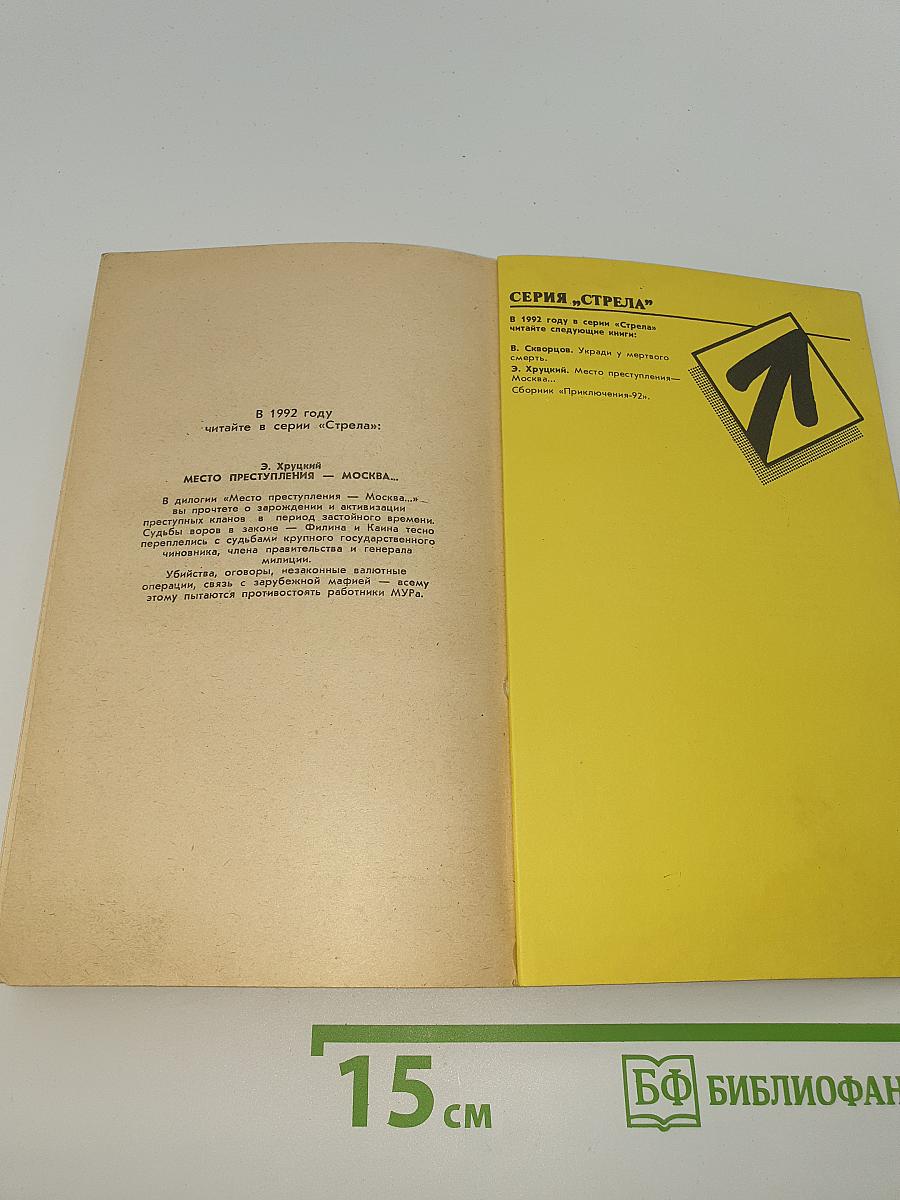 В 1992 году
читайте в серии «Стрела»:
Э. Хруцкий
МЕСТО ПРЕСТУПЛЕНИЯ — МОСКВА...
В дилогии «Место преступления — Москва...» —
вы прочтете о зарождении и активизации
преступных кланов в период застойного времени.
Судьбы воров в законе — Филина и Каина тесно
переплелись с судьбами крупного государственного
чиновника, члена правительства и генерала
милиции.
Убийства, оговоры, незаконные валютные
операции, связь с зарубежной мафией — всему
этому пытаются противостоять работники МУРа.
СЕРИЯ „СТРЕЛА”
В 1992 году в серии «Стрела»
читайте следующие книги:
В. Скворцов. Укради у мертвого
смерть.
Э. Хруцкий. Место преступления—
Москва...
Сборник «Приключения-92».
15 см
БФ БИБЛИОФАН